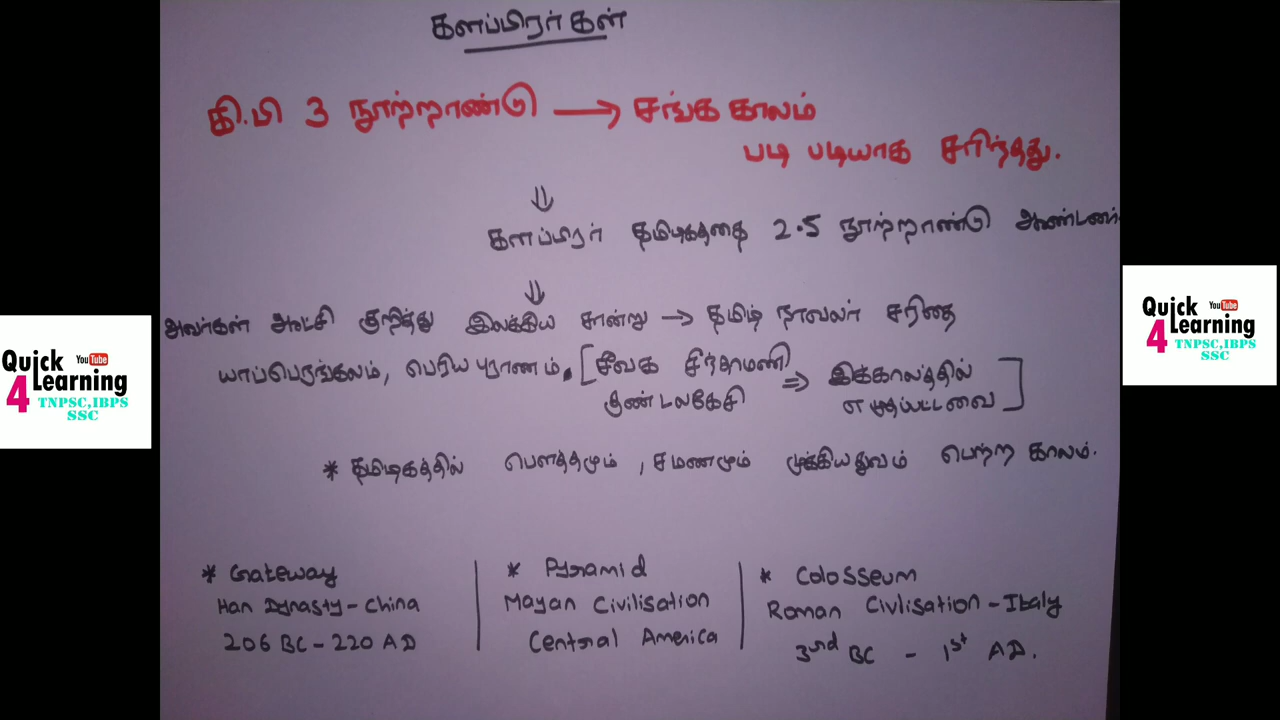 களப்பிரர்கள்
கி.பி 3 நூற்றாண்டு → சங்க காலம்
படி படியாக சரிந்தது.
⇓
களப்பிரர் தமிழகத்தை 2.5 நூற்றாண்டு ஆண்டனர்
⇓
அவர்கள் ஆட்சி குறித்து இலக்கிய சான்று → தமிழ் நாவலர் சரிதை
யாப்பெருங்கலம், பெரிய புராணம். [சீவக சிந்தாமணி ⇒ இக்காலத்தில்
குண்டலகேசி எழுதப்பட்டவை]
* தமிழகத்தில் பௌத்தமும், சமணமும் முக்கியதுவம் பெற்ற காலம்.
* Gateway
Han Dynasty - China
206 BC - 220 AD
* Pyramid
Mayan Civilisation
Central America
* Colosseum
Roman Civlisation - Italy
3rd BC - 1st AD.
Quick YouTube
4 Learning
TNPSC,IBPS
SSC
Quick YouTube
4 Learning
TNPSC,IBPS
SSC